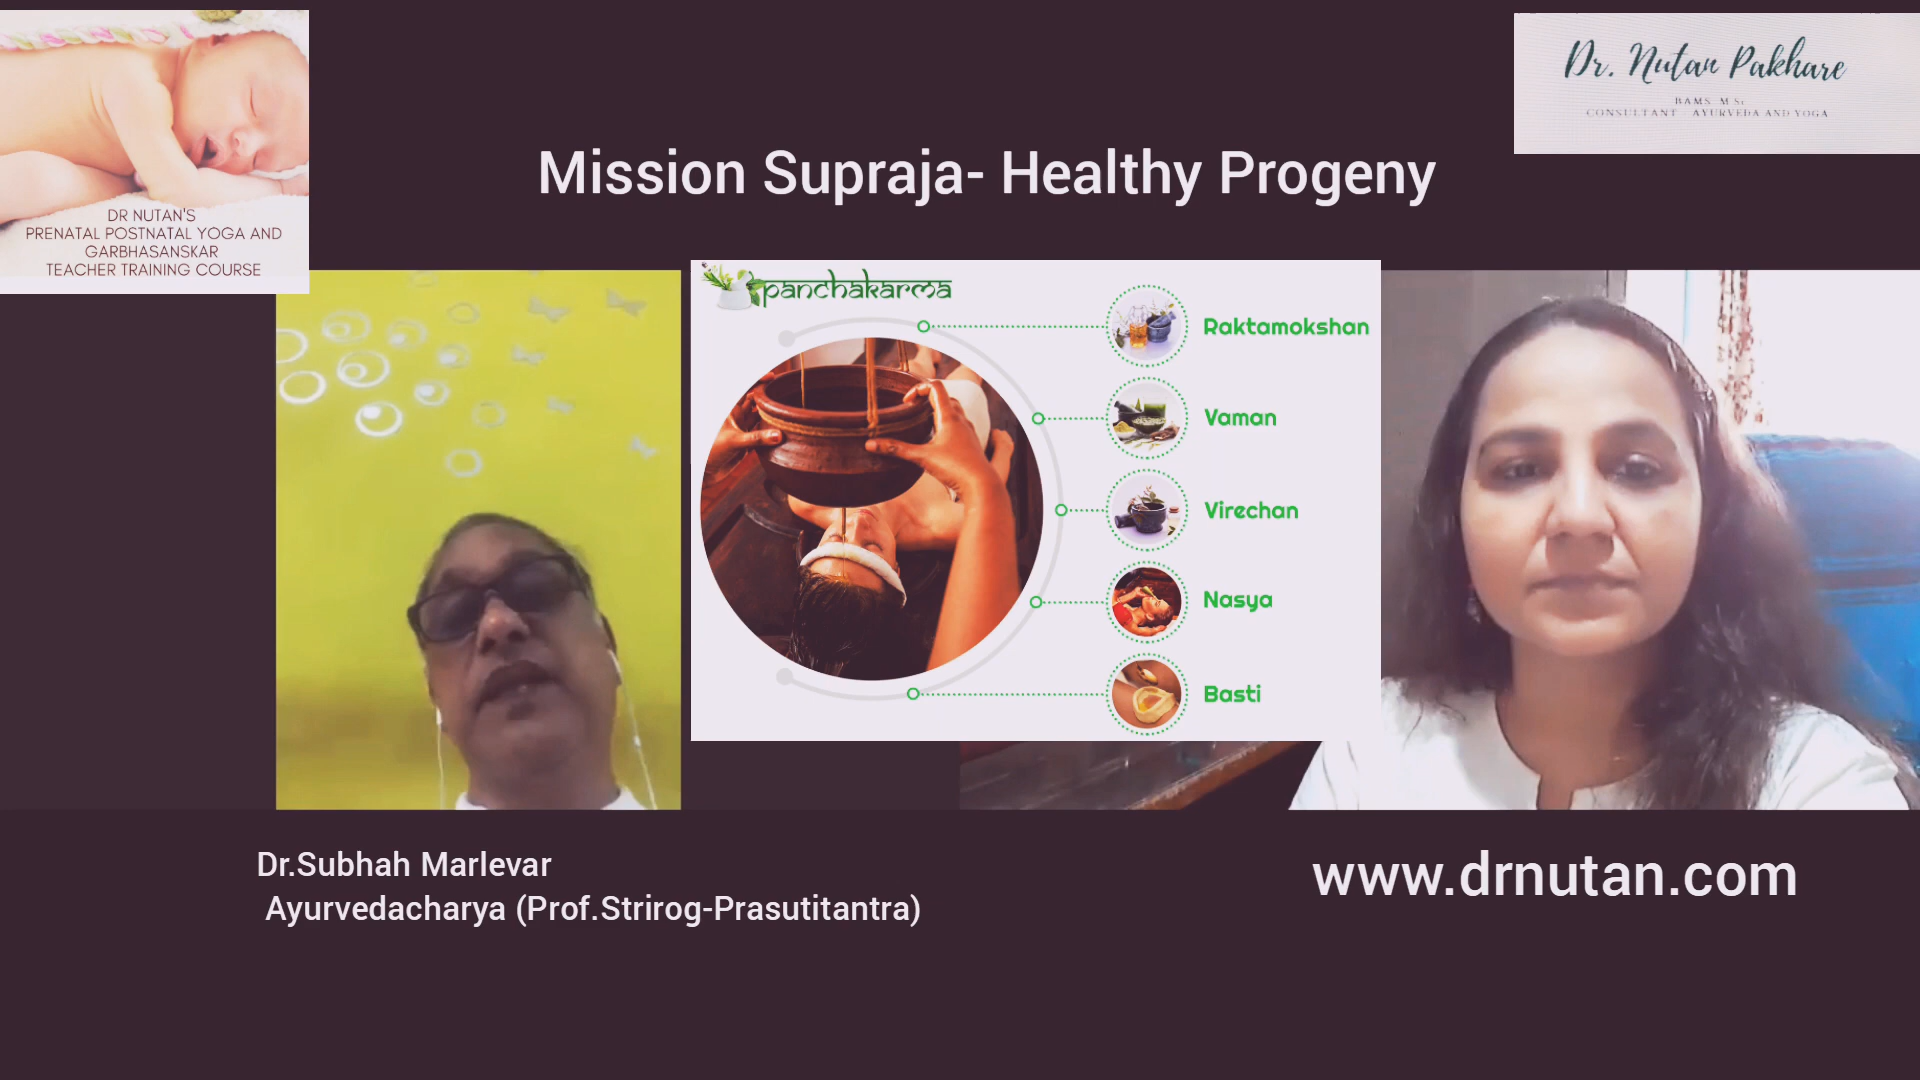 Dr. Nutan Pakhare
BAMS M Sc
CONSULTANT - AYURVEDA AND YOGA
Mission Supraja- Healthy Progeny
DR NUTAN'S
PRENATAL POSTNATAL YOGA AND
GARBHASANSKAR
TEACHER TRAINING COURSE
panchakarma
Raktamokshan
Vaman
Virechan
Nasya
Basti
Dr.Subhah Marlevar
Ayurvedacharya (Prof.Strirog-Prasutitantra)
www.drnutan.com